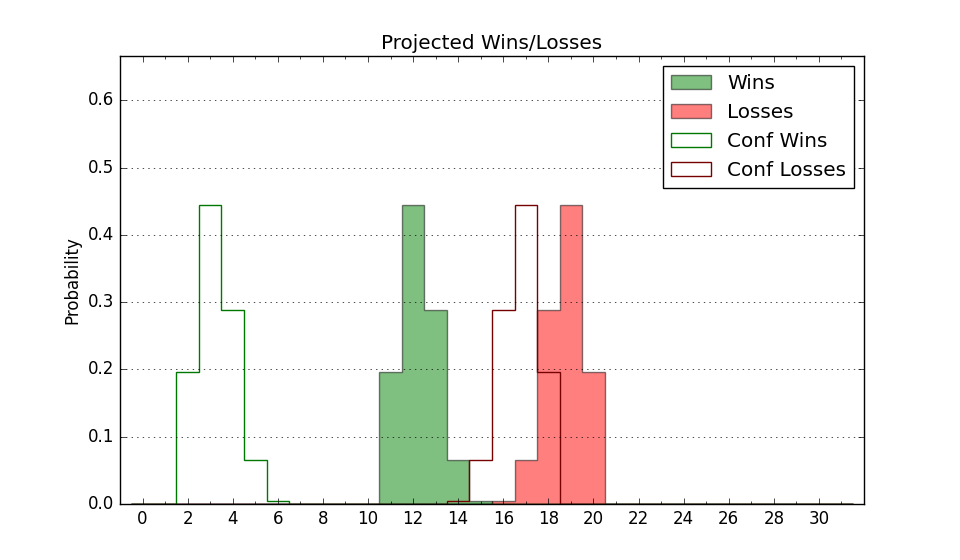 Projected Wins/Losses
Wins
Losses
Conf Wins
Conf Losses
Probability
0.6
0.5
0.4
0.3
0.2
0.1
0.0
0 2 4 6 8 10 12 14 16 18 20 22 24 26 28 30